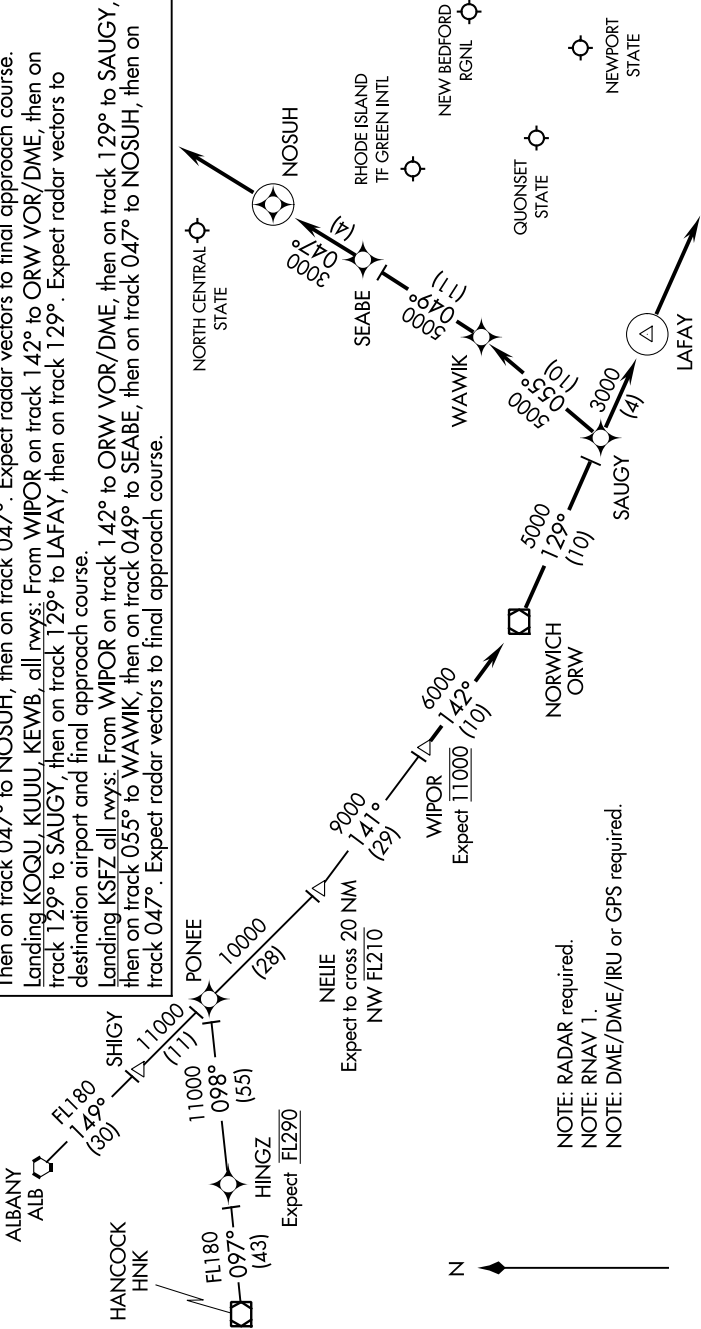 then on track 047° to NOSUH, then on track 047°. Expect radar vectors to final approach course.
Landing KOQU, KUUU, KEWB, all rwys: From WIPOR on track 142° to ORW VOR/DME, then on
track 129° to SAUGY, then on track 129° to LAFAY, then on track 129°. Expect radar vectors to
destination airport and final approach course.
Landing KSFZ all rwys: From WIPOR on track 142° to ORW VOR/DME, then on track 129° to SAUGY,
then on track 055° to WAWIK, then on track 049° to SEABE, then on track 047° to NOSUH, then on
track 047°. Expect radar vectors to final approach course.
ALBANY
ALB
FL180
149°
(30)
SHIGY
11000
(11)
PONEE
HANCOCK
HNK
FL180
097°
(43)
HINGZ
Expect FL290
11000
098°
(55)
10000
(28)
NELIE
Expect to cross 20 NM
NW FL210
9000
141°
(29)
WIPOR
Expect 11000
6000
142°
(10)
NORWICH
ORW
5000
129°
(10)
SAUGY
3000
(4)
LAFAY
5000
055°
(10)
WAWIK
5000
049°
(11)
SEABE
3000
047°
(4)
NOSUH
NORTH CENTRAL
STATE
RHODE ISLAND
TF GREEN INTL
NEW BEDFORD
RGNL
QUONSET
STATE
NEWPORT
STATE
N
NOTE: RADAR required.
NOTE: RNAV 1.
NOTE: DME/DME/IRU or GPS required.